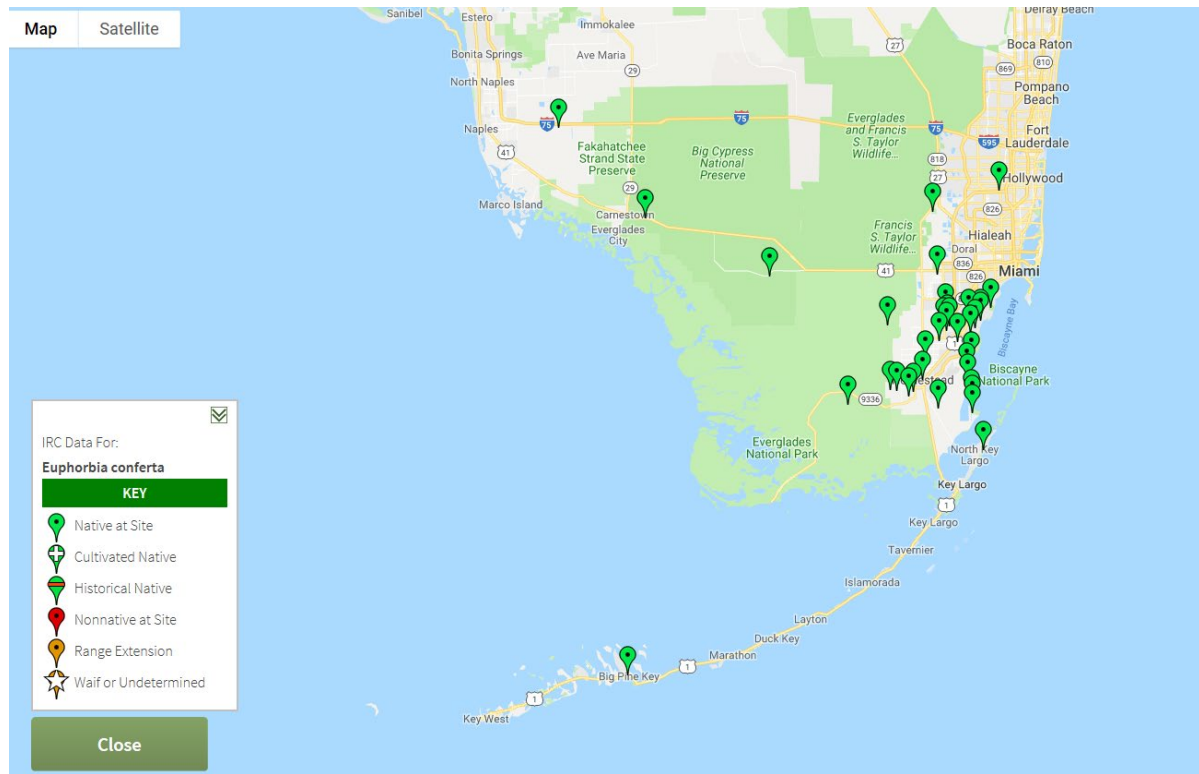 Map
Satellite
Sanibel
Estero
Immokalee
Delray Beach
27
Boca Raton
Bonita Springs
Ave Maria
869
810
29
North Naples
Pompano
Beach
75
75
Everglades
and Francis
S. Taylor
Wildlife...
75
Fort
Lauderdale
595
Naples
41
Fakahatchee
Strand State
Preserve
Big Cypress
National
Preserve
818
27
Hollywood
29
Marco Island
Carnestown
826
Everglades
City
Francis
S. Taylor
Wildlife...
Hialeah
Doral
836
41
826
Miami
Biscayne Bay
1
Biscayne
National Park
9336
Everglades
National Park
North Key
Largo
Key Largo
1
Key Largo
Tavernier
Islamorada
Layton
Duck Key
Marathon
1
Big Pine Key
1
Key West
IRC Data For:
Euphorbia conferta
KEY
Native at Site
Cultivated Native
Historical Native
Nonnative at Site
Range Extension
Waif or Undetermined
Close